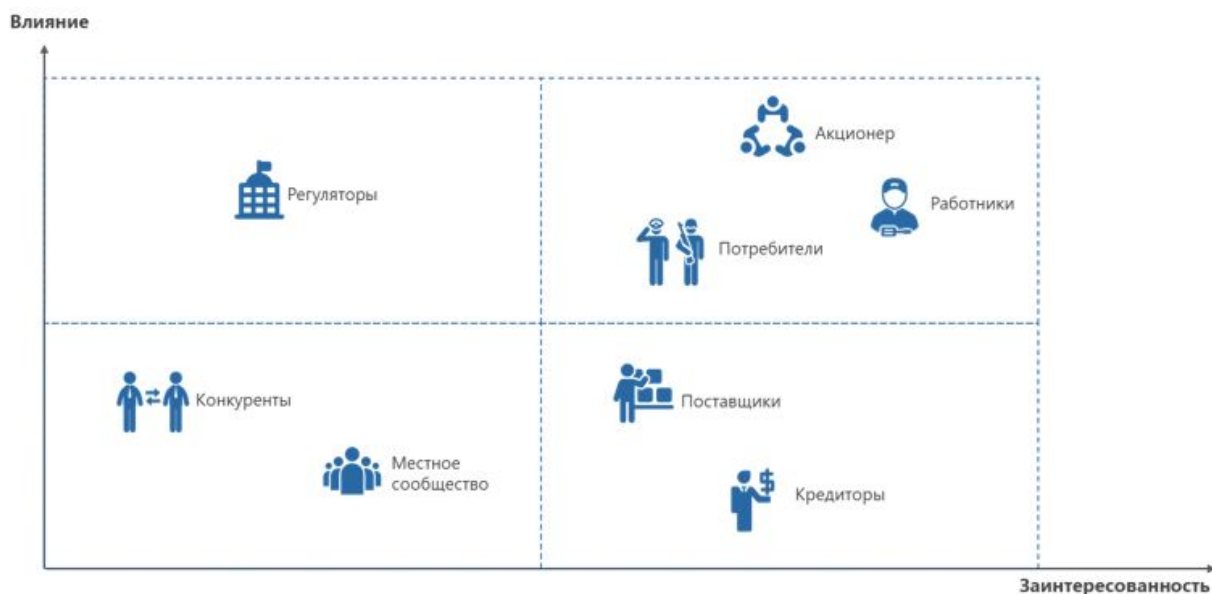 Влияние
Акционер
Регуляторы
Работники
Потребители
Конкуренты
Поставщики
Местное
сообщество
Кредиторы
Заинтересованность